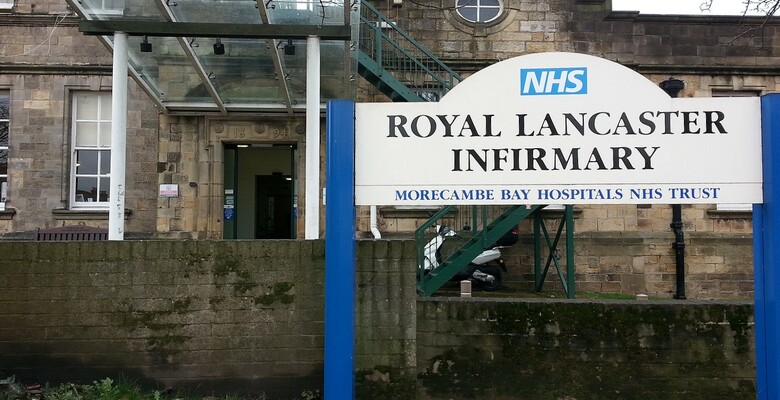 NHS
ROYAL LANCASTER
INFIRMARY
MORECAMBE BAY HOSPITALS NHS TRUST